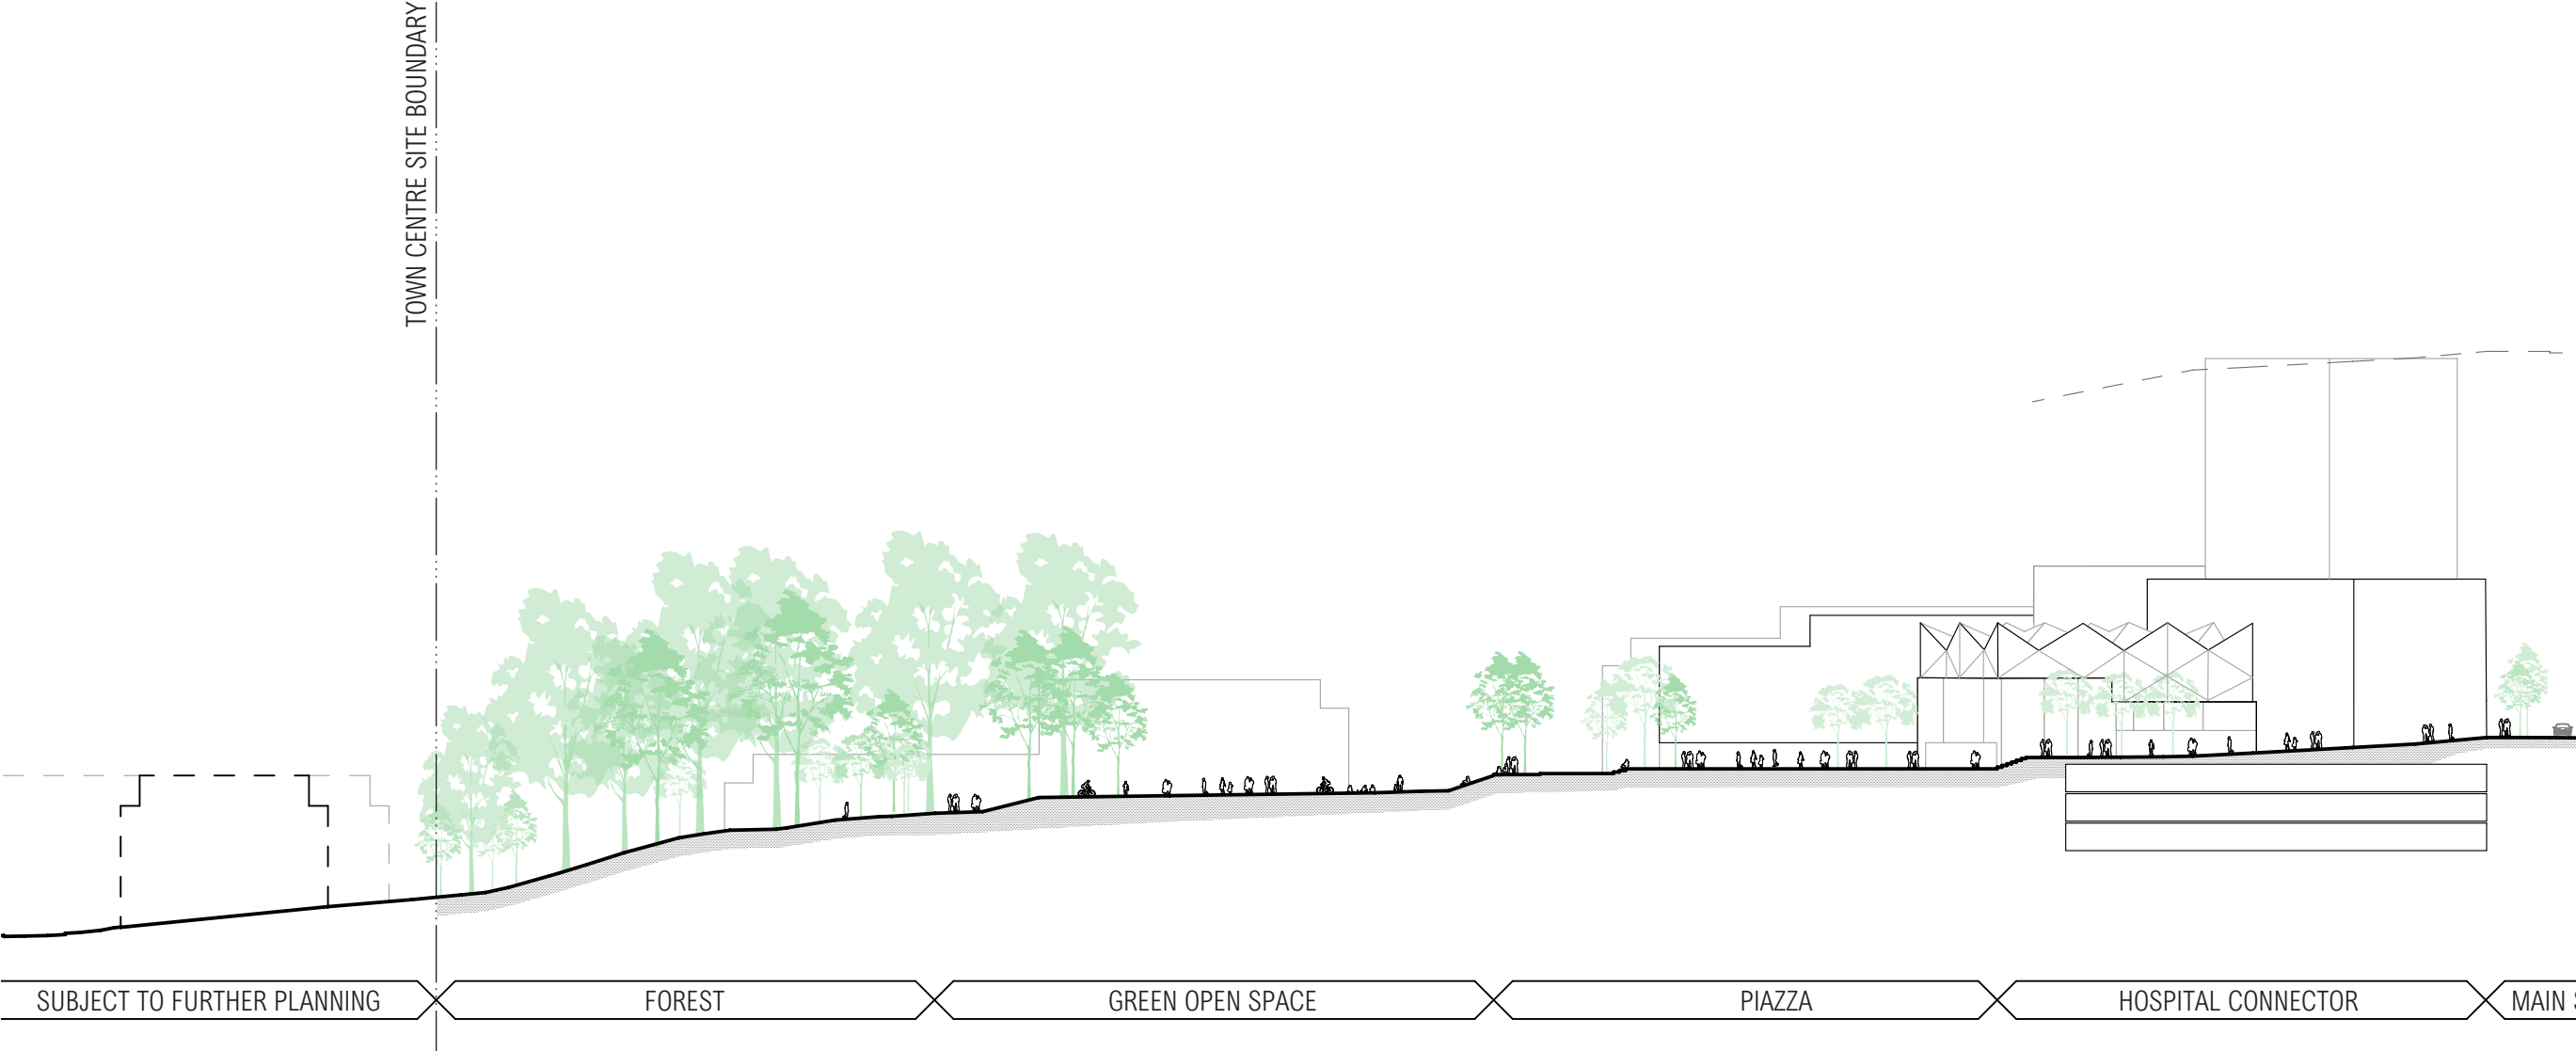 TOWN CENTRE SITE BOUNDARY
SUBJECT TO FURTHER PLANNING
FOREST
GREEN OPEN SPACE
PIAZZA
HOSPITAL CONNECTOR
MAIN